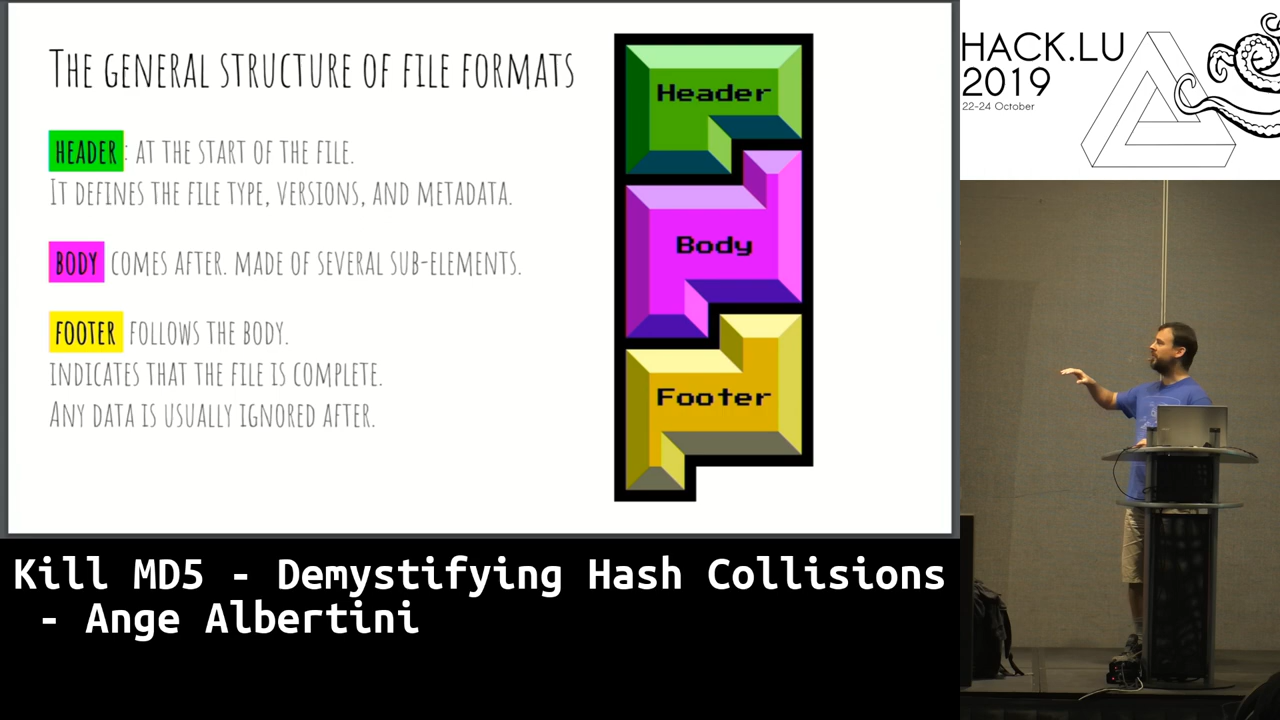 The general structure of file formats
Header: at the start of the file.
It defines the file type, versions, and metadata.
Body comes after. Made of several sub-elements.
Footer follows the body.
Indicates that the file is complete.
Any data is usually ignored after.
Header
Body
Footer
HACK.LU
2019
22-24 October
Kill MD5 - Demystifying Hash Collisions
- Ange Albertini